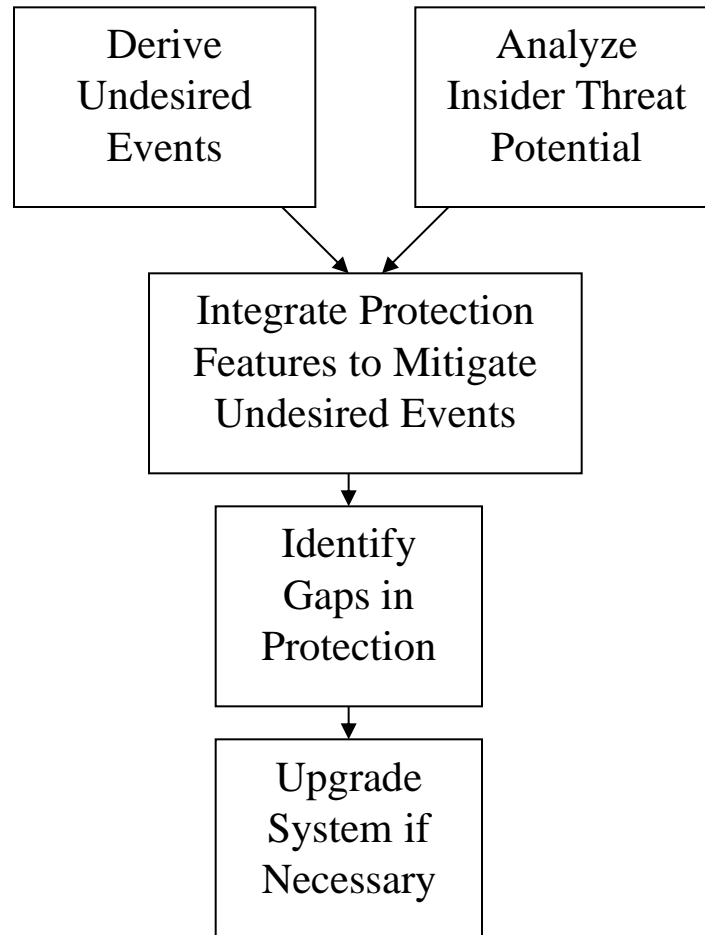 Derive
Undesired
Events
Analyze
Insider Threat
Potential
Integrate Protection
Features to Mitigate
Undesired Events
Identify
Gaps in
Protection
Upgrade
System if
Necessary